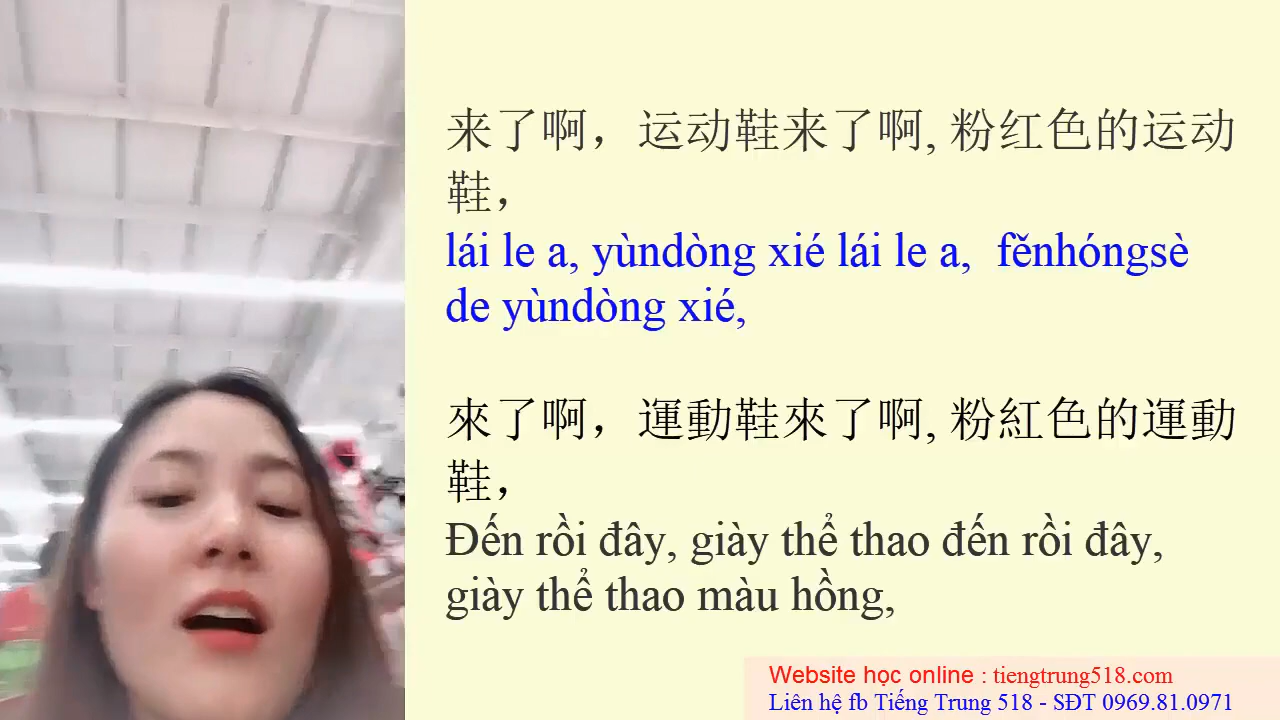 来了啊，运动鞋来了啊, 粉红色的运动
鞋，
lái le a, yùndòng xié lái le a,  fěnhóngsè
de yùndòng xié,
來了啊，運動鞋來了啊, 粉紅色的運動
鞋，
Đến rồi đây, giày thể thao đến rồi đây,
giày thể thao màu hồng,
Website học online : tiengtrung518.com
Liên hệ fb Tiếng Trung 518 - SĐT 0969.81.0971